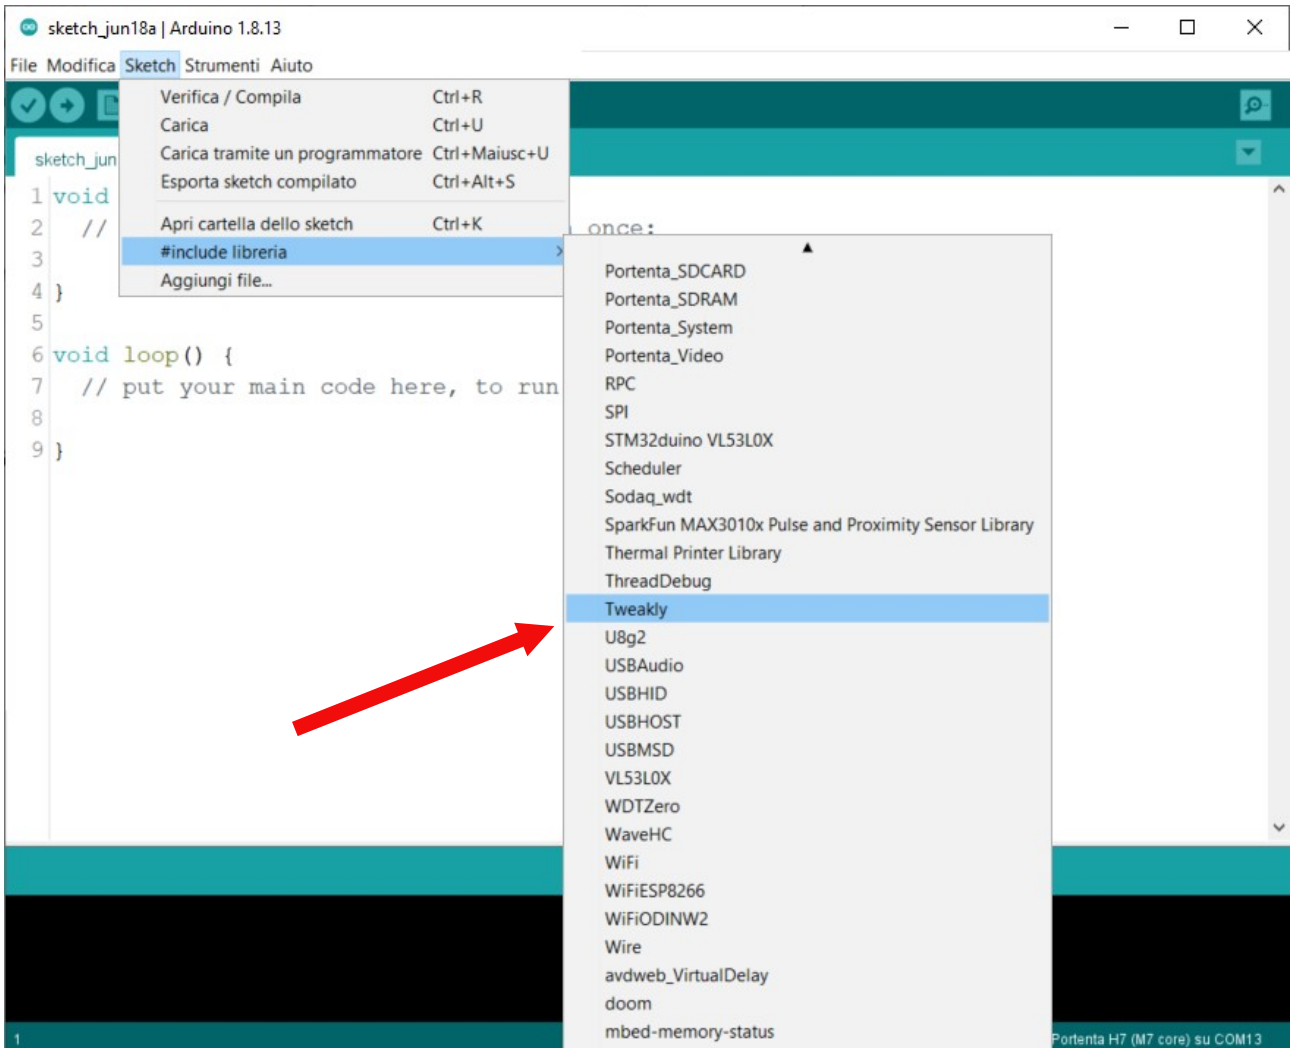 sketch_jun18a | Arduino 1.8.13
File Modifica Sketch Strumenti Aiuto
Verifica / Compila Ctrl+R
Carica Ctrl+U
Carica tramite un programmatore Ctrl+Maiusc+U
Esporta sketch compilato Ctrl+Alt+S
Apri cartella dello sketch Ctrl+K
#include libreria
Aggiungi file...
sketch_jun
1 void
2 // once:
3
4 }
5
6 void loop() {
7 // put your main code here, to run
8
9 }
Portenta_SDCARD
Portenta_SDRAM
Portenta_System
Portenta_Video
RPC
SPI
STM32duino VL53L0X
Scheduler
Sodaq_wdt
SparkFun MAX3010x Pulse and Proximity Sensor Library
Thermal Printer Library
ThreadDebug
Tweakly
U8g2
USBAudio
USBHID
USBHOST
USBMSD
VL53L0X
WDTZero
WaveHC
WiFi
WiFiESP8266
WiFiODINW2
Wire
avdweb_VirtualDelay
doom
mbed-memory-status
1 Portenta H7 (M7 core) su COM13